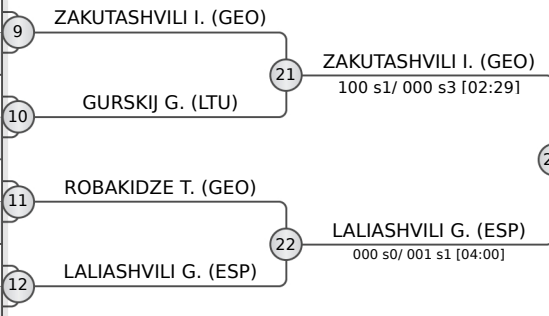 ZAKUTASHVILI I. (GEO)
9
ZAKUTASHVILI I. (GEO)
21
100 s1/ 000 s3 [02:29]
GURSKIJ G. (LTU)
10
ROBAKIDZE T. (GEO)
11
LALIASHVILI G. (ESP)
22
000 s0/ 001 s1 [04:00]
LALIASHVILI G. (ESP)
12